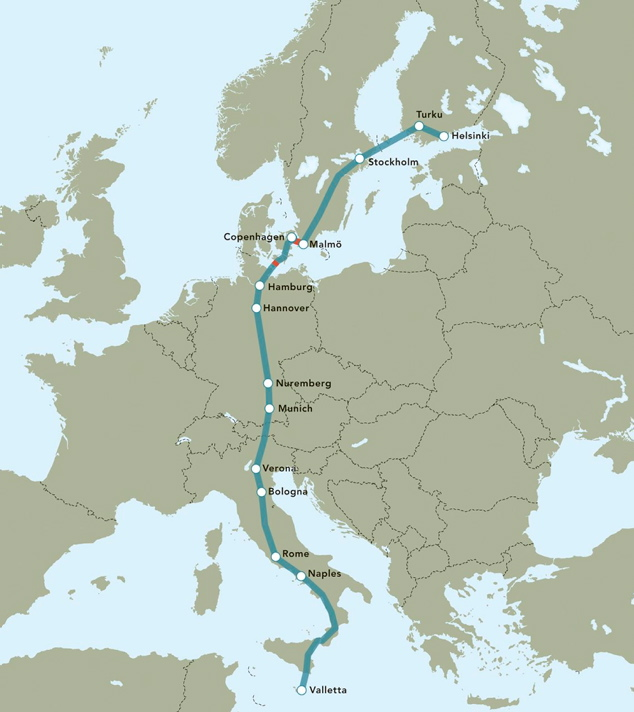 Turku
Helsinki
Stockholm
Copenhagen
Malmö
Hamburg
Hannover
Nuremberg
Munich
Verona
Bologna
Rome
Naples
Valletta